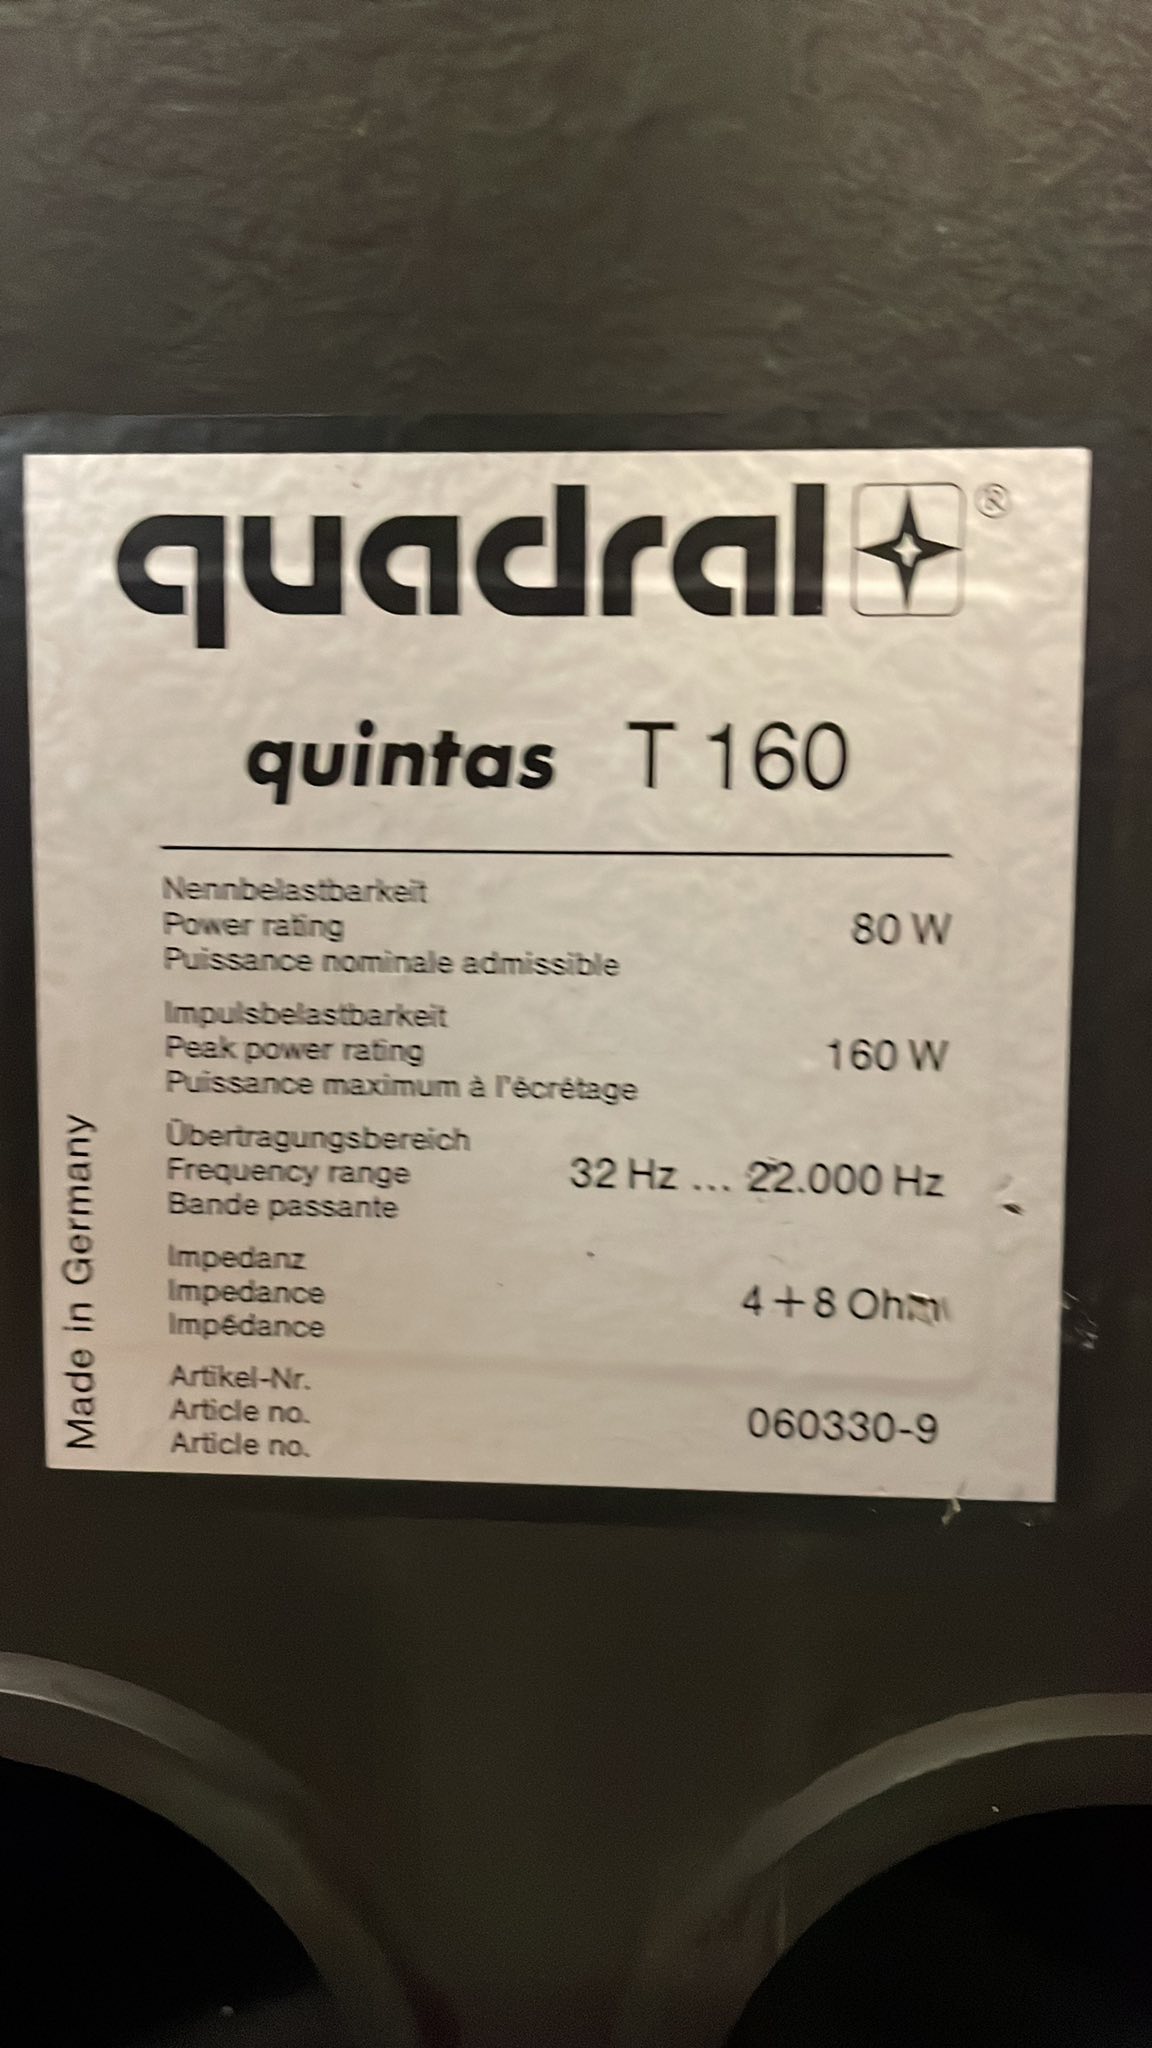 quadral ®
quintas T 160
Nennbelastbarkeit
Power rating 80 W
Puissance nominale admissible
Impulsbelastbarkeit
Peak power rating 160 W
Puissance maximum à l'écrétage
Übertragungsbereich
Frequency range 32 Hz ... 22.000 Hz
Bande passante
Impedanz
Impedance 4 + 8 Ohm
Impédance
Artikel-Nr.
Article no. 060330-9
Article no.
Made in Germany